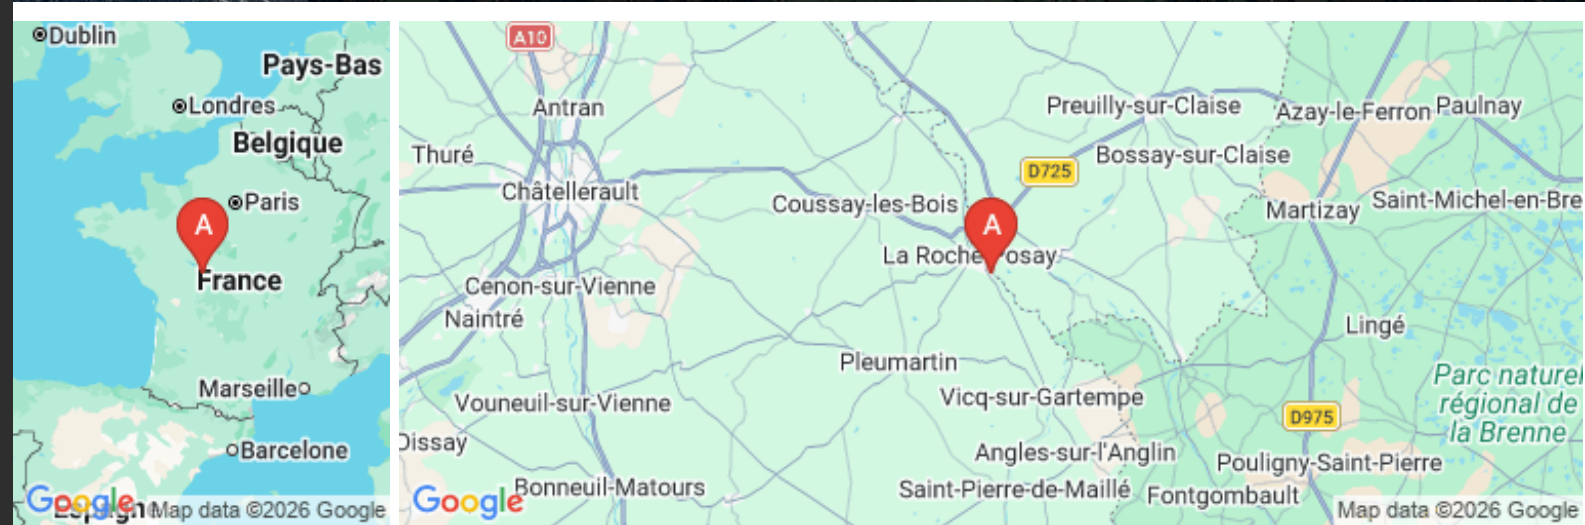 Dublin
Pays-Bas
Londres
Belgique
Paris
A
France
Marseille
Barcelone
Google
Map data ©2026 Google
A10
Antran
Preuilly-sur-Claise
Azay-le-Ferron
Paulnay
Thuré
Bossay-sur-Claise
D725
Châtellerault
Coussay-les-Bois
Martizay
Saint-Michel-en-Bre
A
La Roche-Posay
Cenon-sur-Vienne
Naintré
Lingé
Pleumartin
Parc naturel
régional de
la Brenne
Vicq-sur-Gartempe
Vouneuil-sur-Vienne
D975
Dissay
Angles-sur-l'Anglin
Pouligny-Saint-Pierre
Google
Bonneuil-Matours
Saint-Pierre-de-Maillé
Fontgombault
Map data ©2026 Google